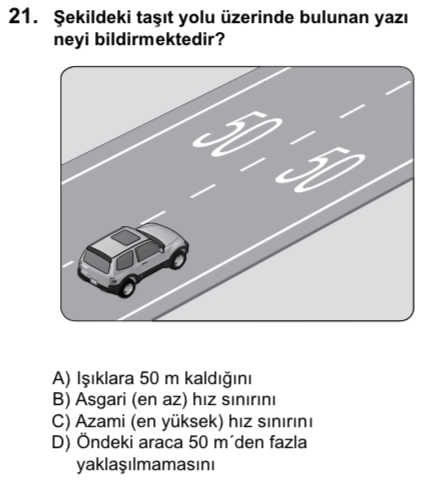 21. Şekildeki taşıt yolu üzerinde bulunan yazı
neyi bildirmektedir?
50
50
A) Işıklara 50 m kaldığını
B) Asgari (en az) hız sınırını
C) Azami (en yüksek) hız sınırını
D) Öndeki araca 50 m´den fazla
yaklaşılmamasını